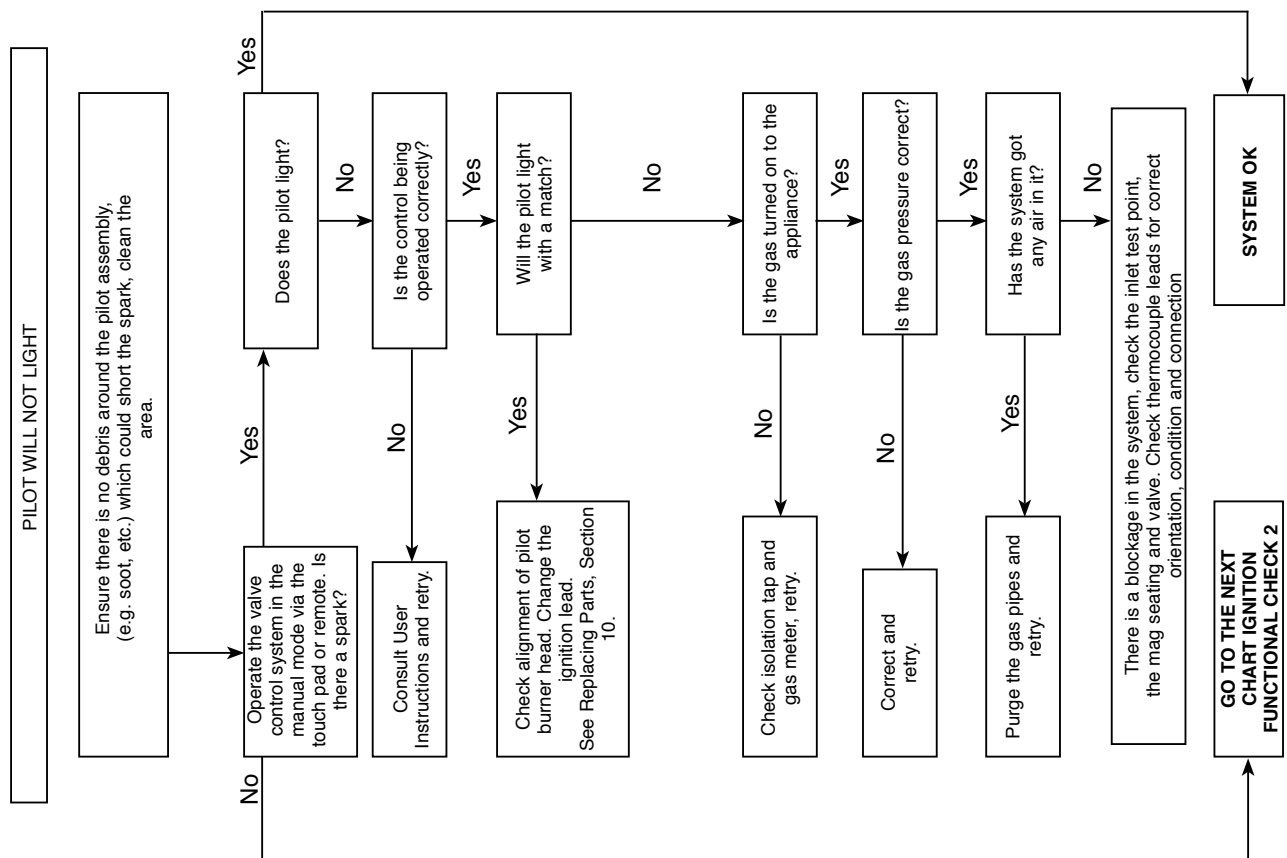 PILOT WILL NOT LIGHT
Ensure there is no debris around the pilot assembly,
(e.g. soot, etc.) which could short the spark, clean the
area.
Operate the valve
control system in the
manual mode via the
touch pad or remote. Is
there a spark?
Yes
No
Does the pilot light?
Yes
No
Is the control being
operated correctly?
No
Yes
Consult User
Instructions and retry.
Will the pilot light
with a match?
Yes
No
Check alignment of pilot
burner head. Change the
ignition lead.
See Replacing Parts, Section
10.
Is the gas turned on to the
appliance?
No
Yes
Check isolation tap and
gas meter, retry.
Is the gas pressure correct?
No
Yes
Correct and
retry.
Has the system got
any air in it?
Yes
No
Purge the gas pipes and
retry.
There is a blockage in the system, check the inlet test point,
the mag seating and valve. Check thermocouple leads for correct
orientation, condition and connection
GO TO THE NEXT
CHART IGNITION
FUNCTIONAL CHECK 2
SYSTEM OK